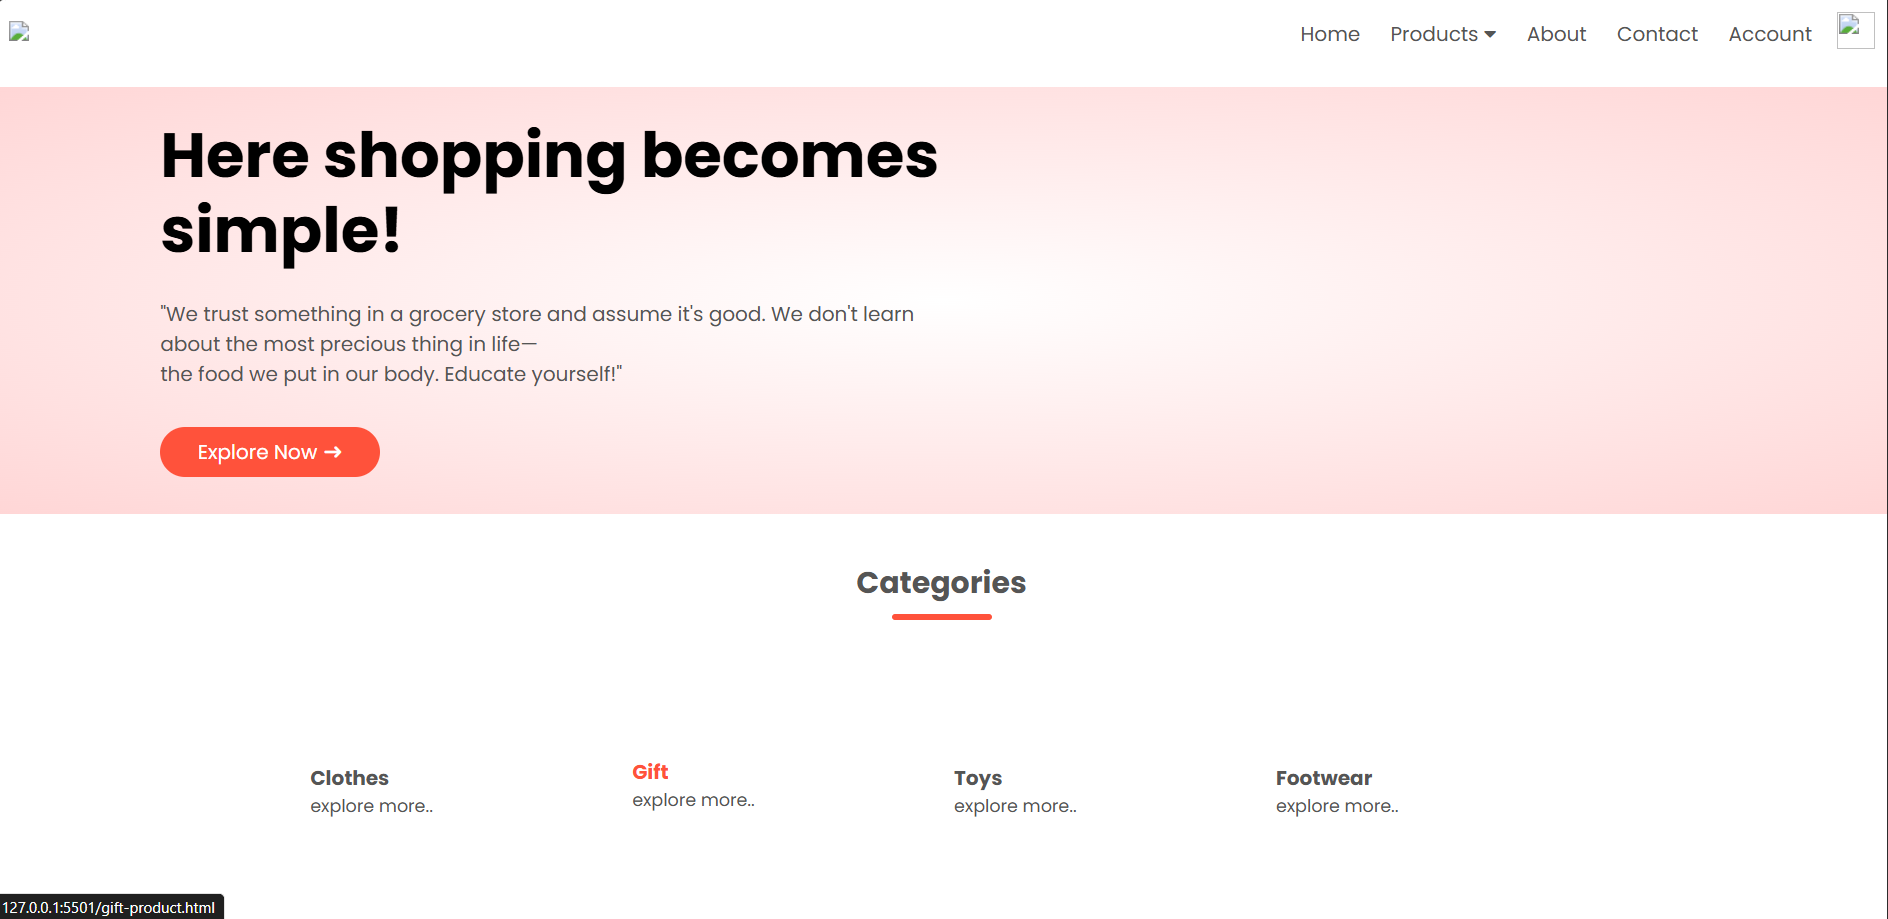 Home Products About Contact Account
Here shopping becomes
simple!
"We trust something in a grocery store and assume it's good. We don't learn
about the most precious thing in life—
the food we put in our body. Educate yourself!"
Explore Now ➜
Categories
Clothes
explore more..
Gift
explore more..
Toys
explore more..
Footwear
explore more..
127.0.0.1:5501/gift-product.html